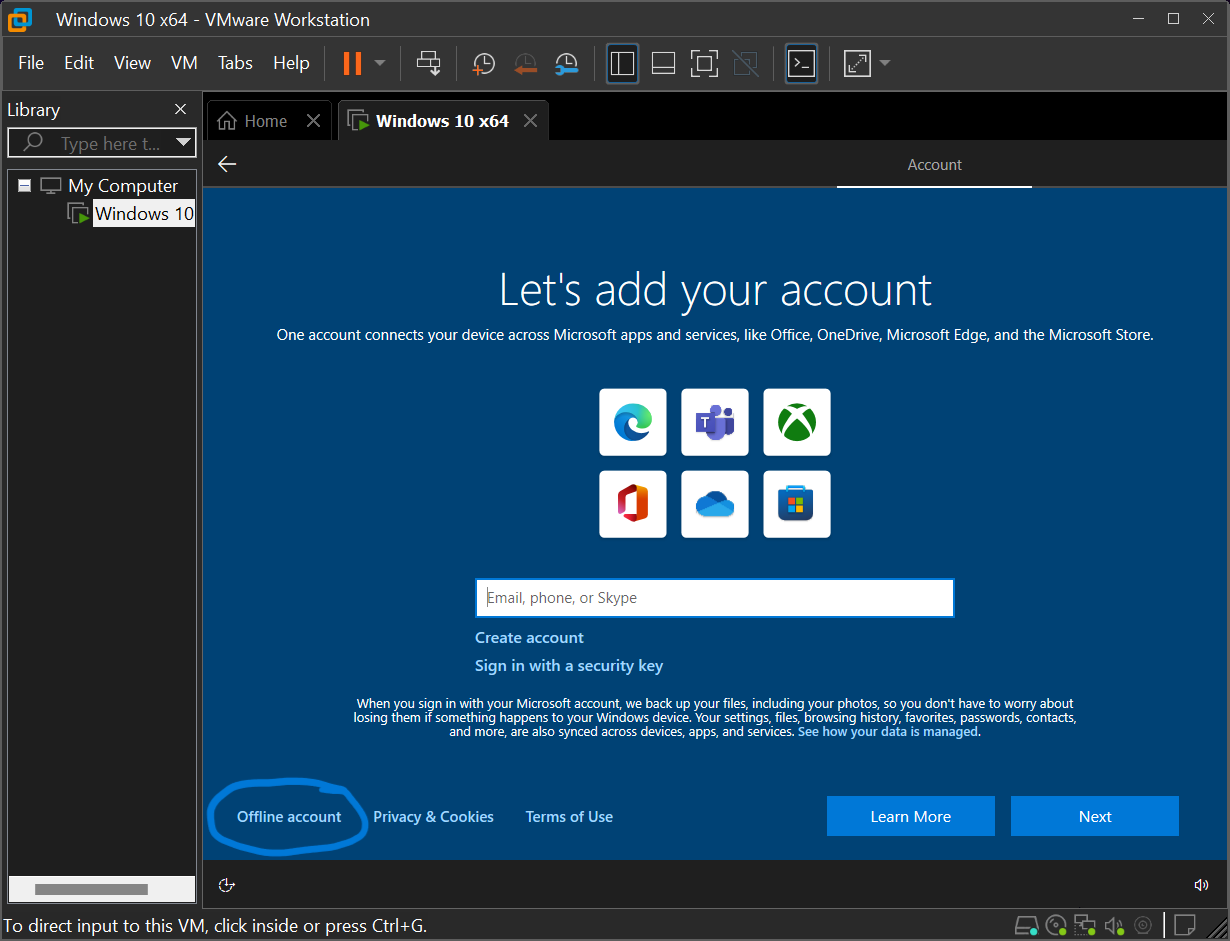 Windows 10 x64 - VMware Workstation
File Edit View VM Tabs Help
Library
Type here t...
My Computer
Windows 10
Home
Windows 10 x64
Account
Let's add your account
One account connects your device across Microsoft apps and services, like Office, OneDrive, Microsoft Edge, and the Microsoft Store.
T
Email, phone, or Skype
Create account
Sign in with a security key
When you sign in with your Microsoft account, we back up your files, including your photos, so you don't have to worry about
losing them if something happens to your Windows device. Your settings, files, browsing history, favorites, passwords, contacts,
and more, are also synced across devices, apps, and services. See how your data is managed.
Offline account Privacy & Cookies Terms of Use Learn More Next
To direct input to this VM, click inside or press Ctrl+G.